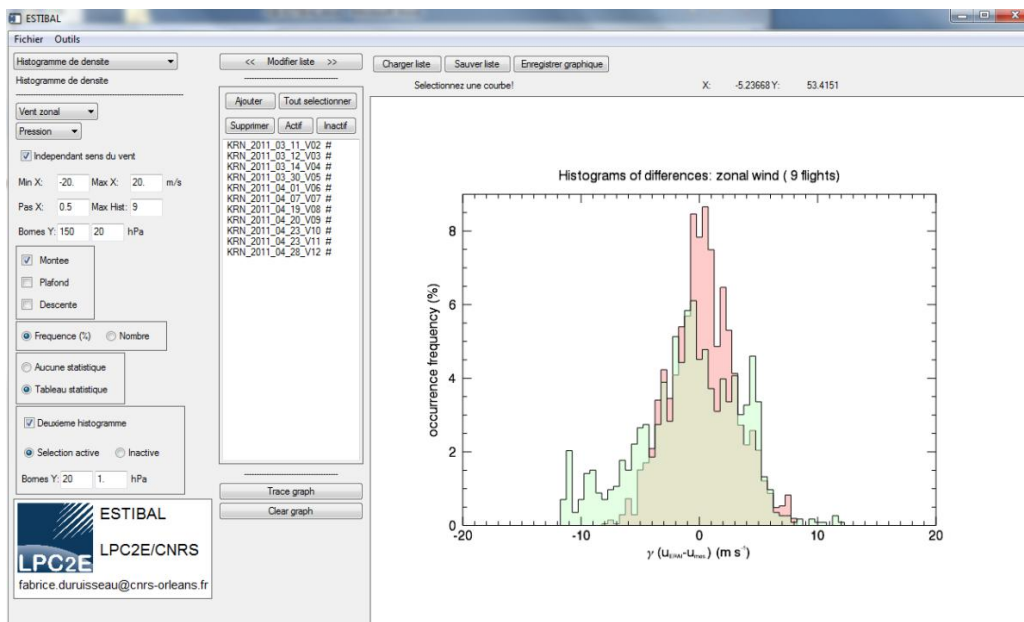 ESTIBAL
Fichier Outils
Histogramme de densite
Histogramme de densite
Vent zonal
Pression
Independant sens du vent
Min X: -20. Max X: 20. m/s
Pas X: 0.5 Max Hist: 9
Bornes Y: 150 20 hPa
Montee
Plafond
Descente
Frequence (%) Nombre
Aucune statistique
Tableau statistique
Deuxieme histogramme
Selection active Inactive
Bornes Y: 20 1. hPa
ESTIBAL
LPC2E/CNRS
LPC2E
fabrice.duruisseau@cnrs-orleans.fr
<< Modifier liste >>
Ajouter Tout selectionner
Supprimer Actif Inactif
KRN_2011_03_11_V02 #
KRN_2011_03_12_V03 #
KRN_2011_03_14_V04 #
KRN_2011_03_30_V05 #
KRN_2011_04_01_V06 #
KRN_2011_04_07_V07 #
KRN_2011_04_19_V08 #
KRN_2011_04_20_V09 #
KRN_2011_04_23_V10 #
KRN_2011_04_23_V11 #
KRN_2011_04_28_V12 #
Trace graph
Clear graph
Charger liste Sauver liste Enregistrer graphique
Selectionnez une courbe! X: -5.23668 Y: 53.4151
Histograms of differences: zonal wind ( 9 flights)
occurrence frequency (%)
8
6
4
2
0
-20 -10 0 10 20
γ (u_ERAI-u_mes.) (m s⁻¹)